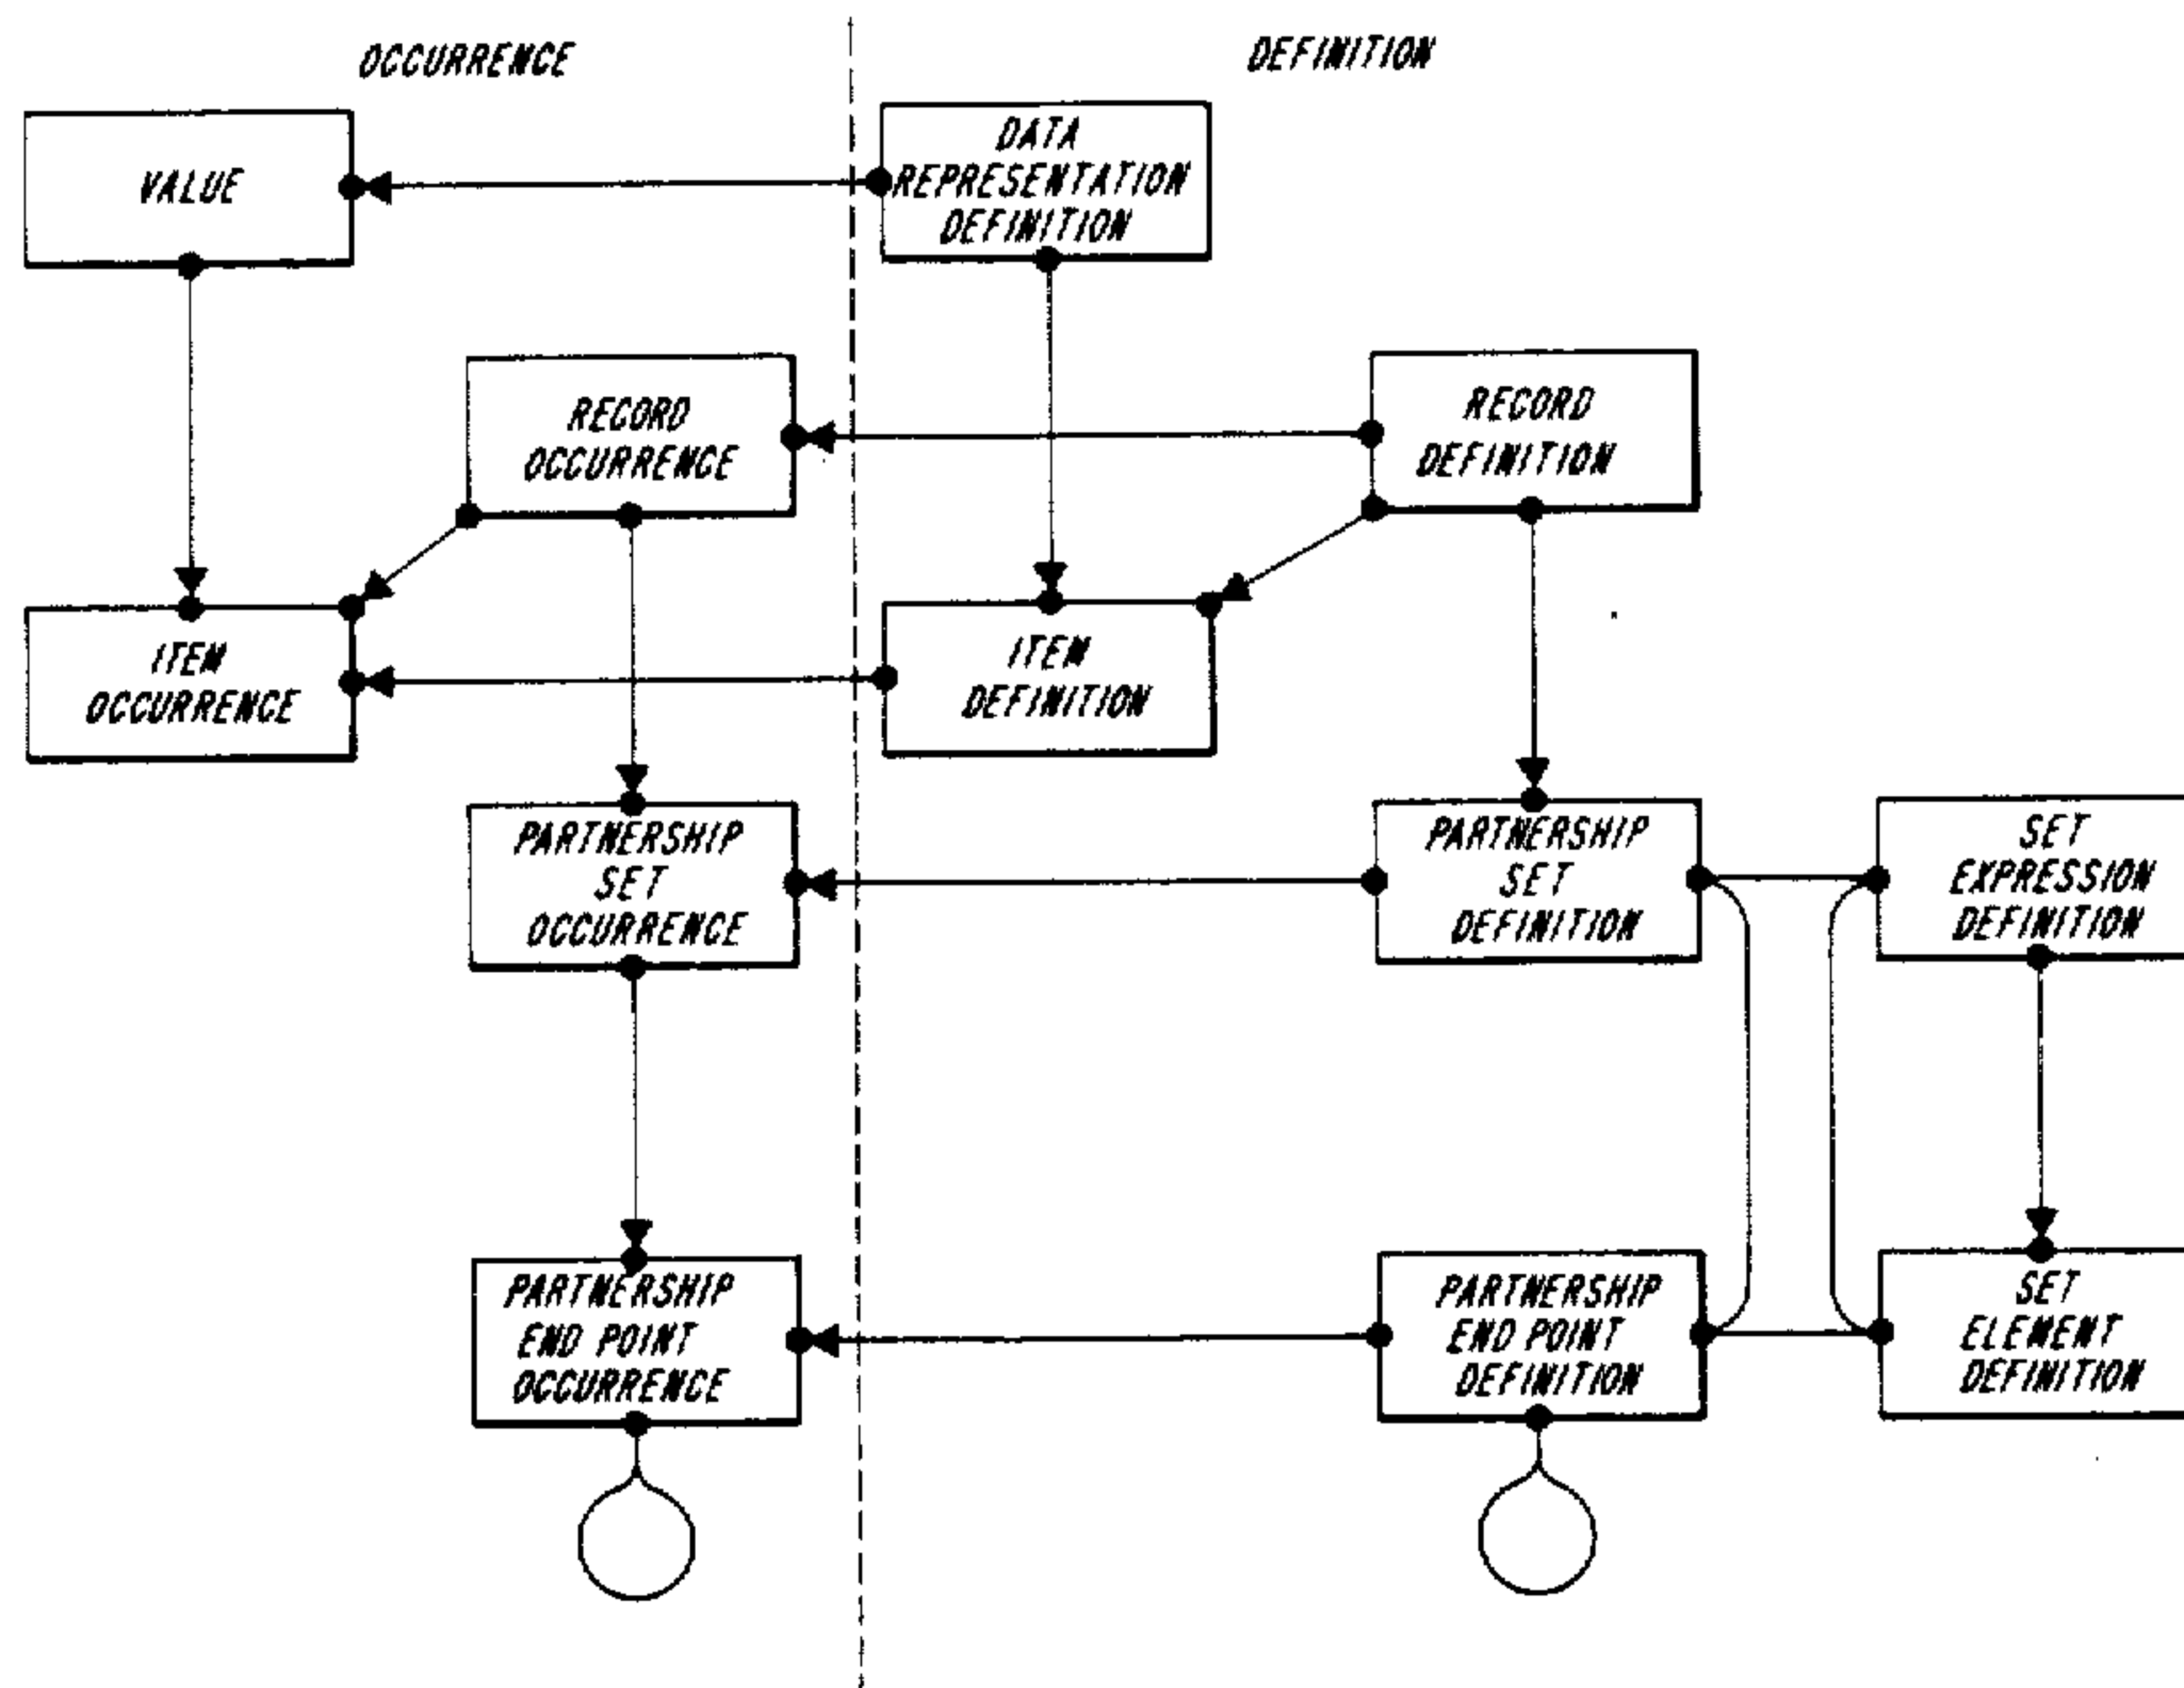 OCCURRENCE
DEFINITION
VALUE
DATA
REPRESENTATION
DEFINITION
RECORD
OCCURRENCE
RECORD
DEFINITION
ITEM
OCCURRENCE
ITEM
DEFINITION
PARTNERSHIP
SET
OCCURRENCE
PARTNERSHIP
SET
DEFINITION
SET
EXPRESSION
DEFINITION
PARTNERSHIP
END POINT
OCCURRENCE
PARTNERSHIP
END POINT
DEFINITION
SET
ELEMENT
DEFINITION